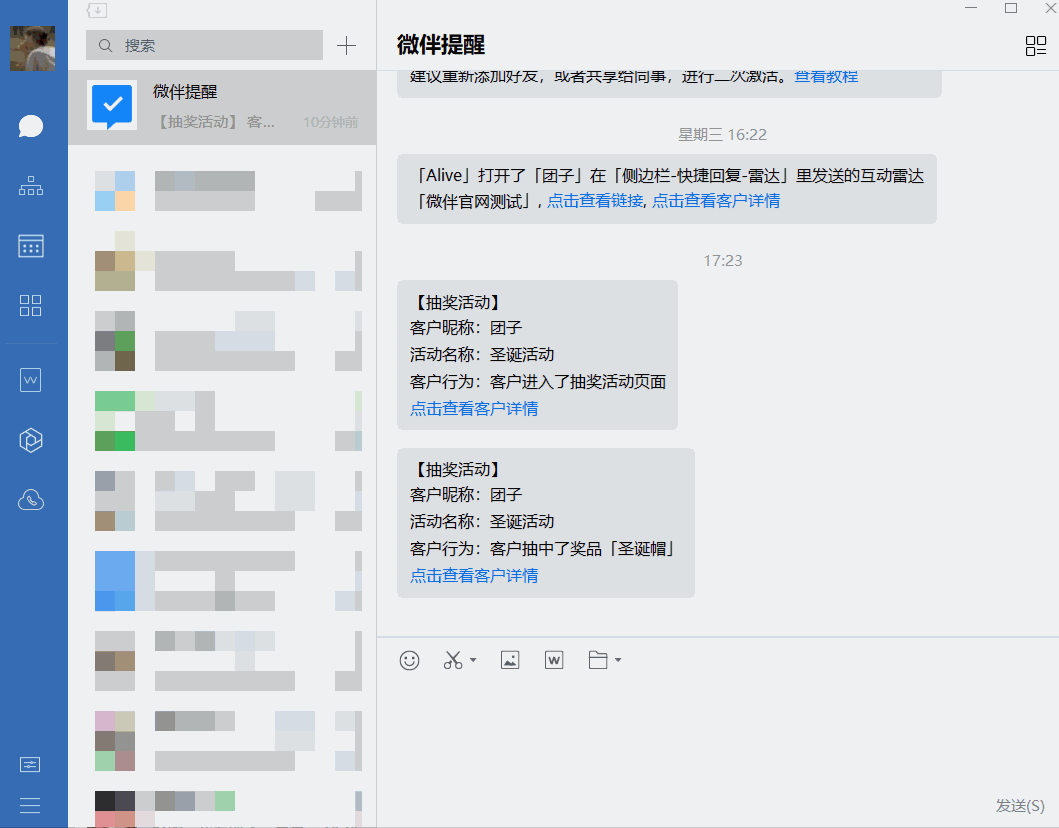 搜索
微伴提醒
【抽奖活动】 客...
10分钟前
微伴提醒
建议重新添加好友，或者共享给同事，进行二次激活。查看教程
星期三 16:22
「Alive」打开了「团子」在「侧边栏-快捷回复-雷达」里发送的互动雷达
「微伴官网测试」, 点击查看链接, 点击查看客户详情
17:23
【抽奖活动】
客户昵称：团子
活动名称：圣诞活动
客户行为：客户进入了抽奖活动页面
点击查看客户详情
【抽奖活动】
客户昵称：团子
活动名称：圣诞活动
客户行为：客户抽中了奖品「圣诞帽」
点击查看客户详情
发送(S)